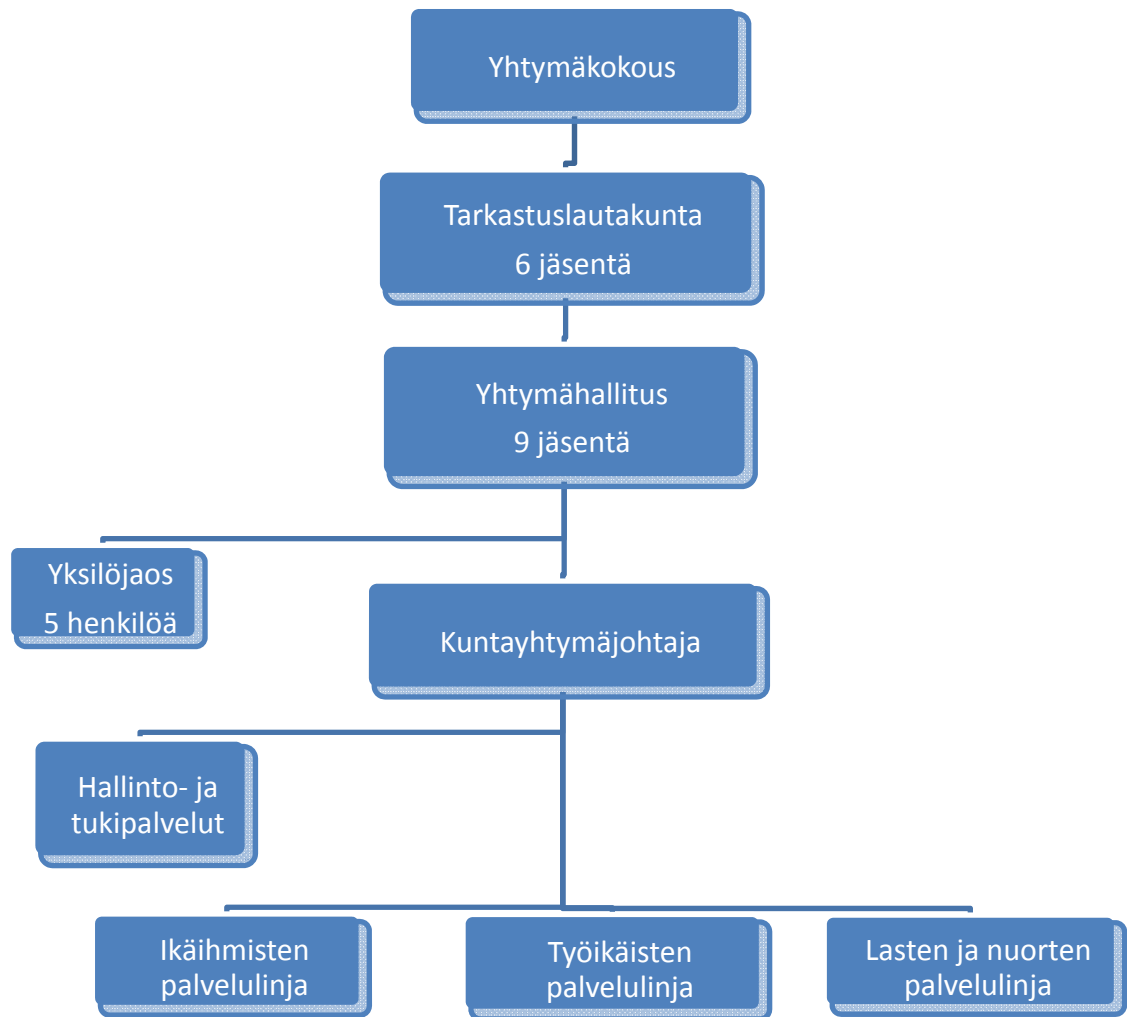 Yhtymäkokous
Tarkastuslautakunta
6 jäsentä
Yhtymähallitus
9 jäsentä
Yksilöjaos
5 henkilöä
Kuntayhtymäjohtaja
Hallinto- ja
tukipalvelut
Ikäihmisten
palvelulinja
Työikäisten
palvelulinja
Lasten ja nuorten
palvelulinja